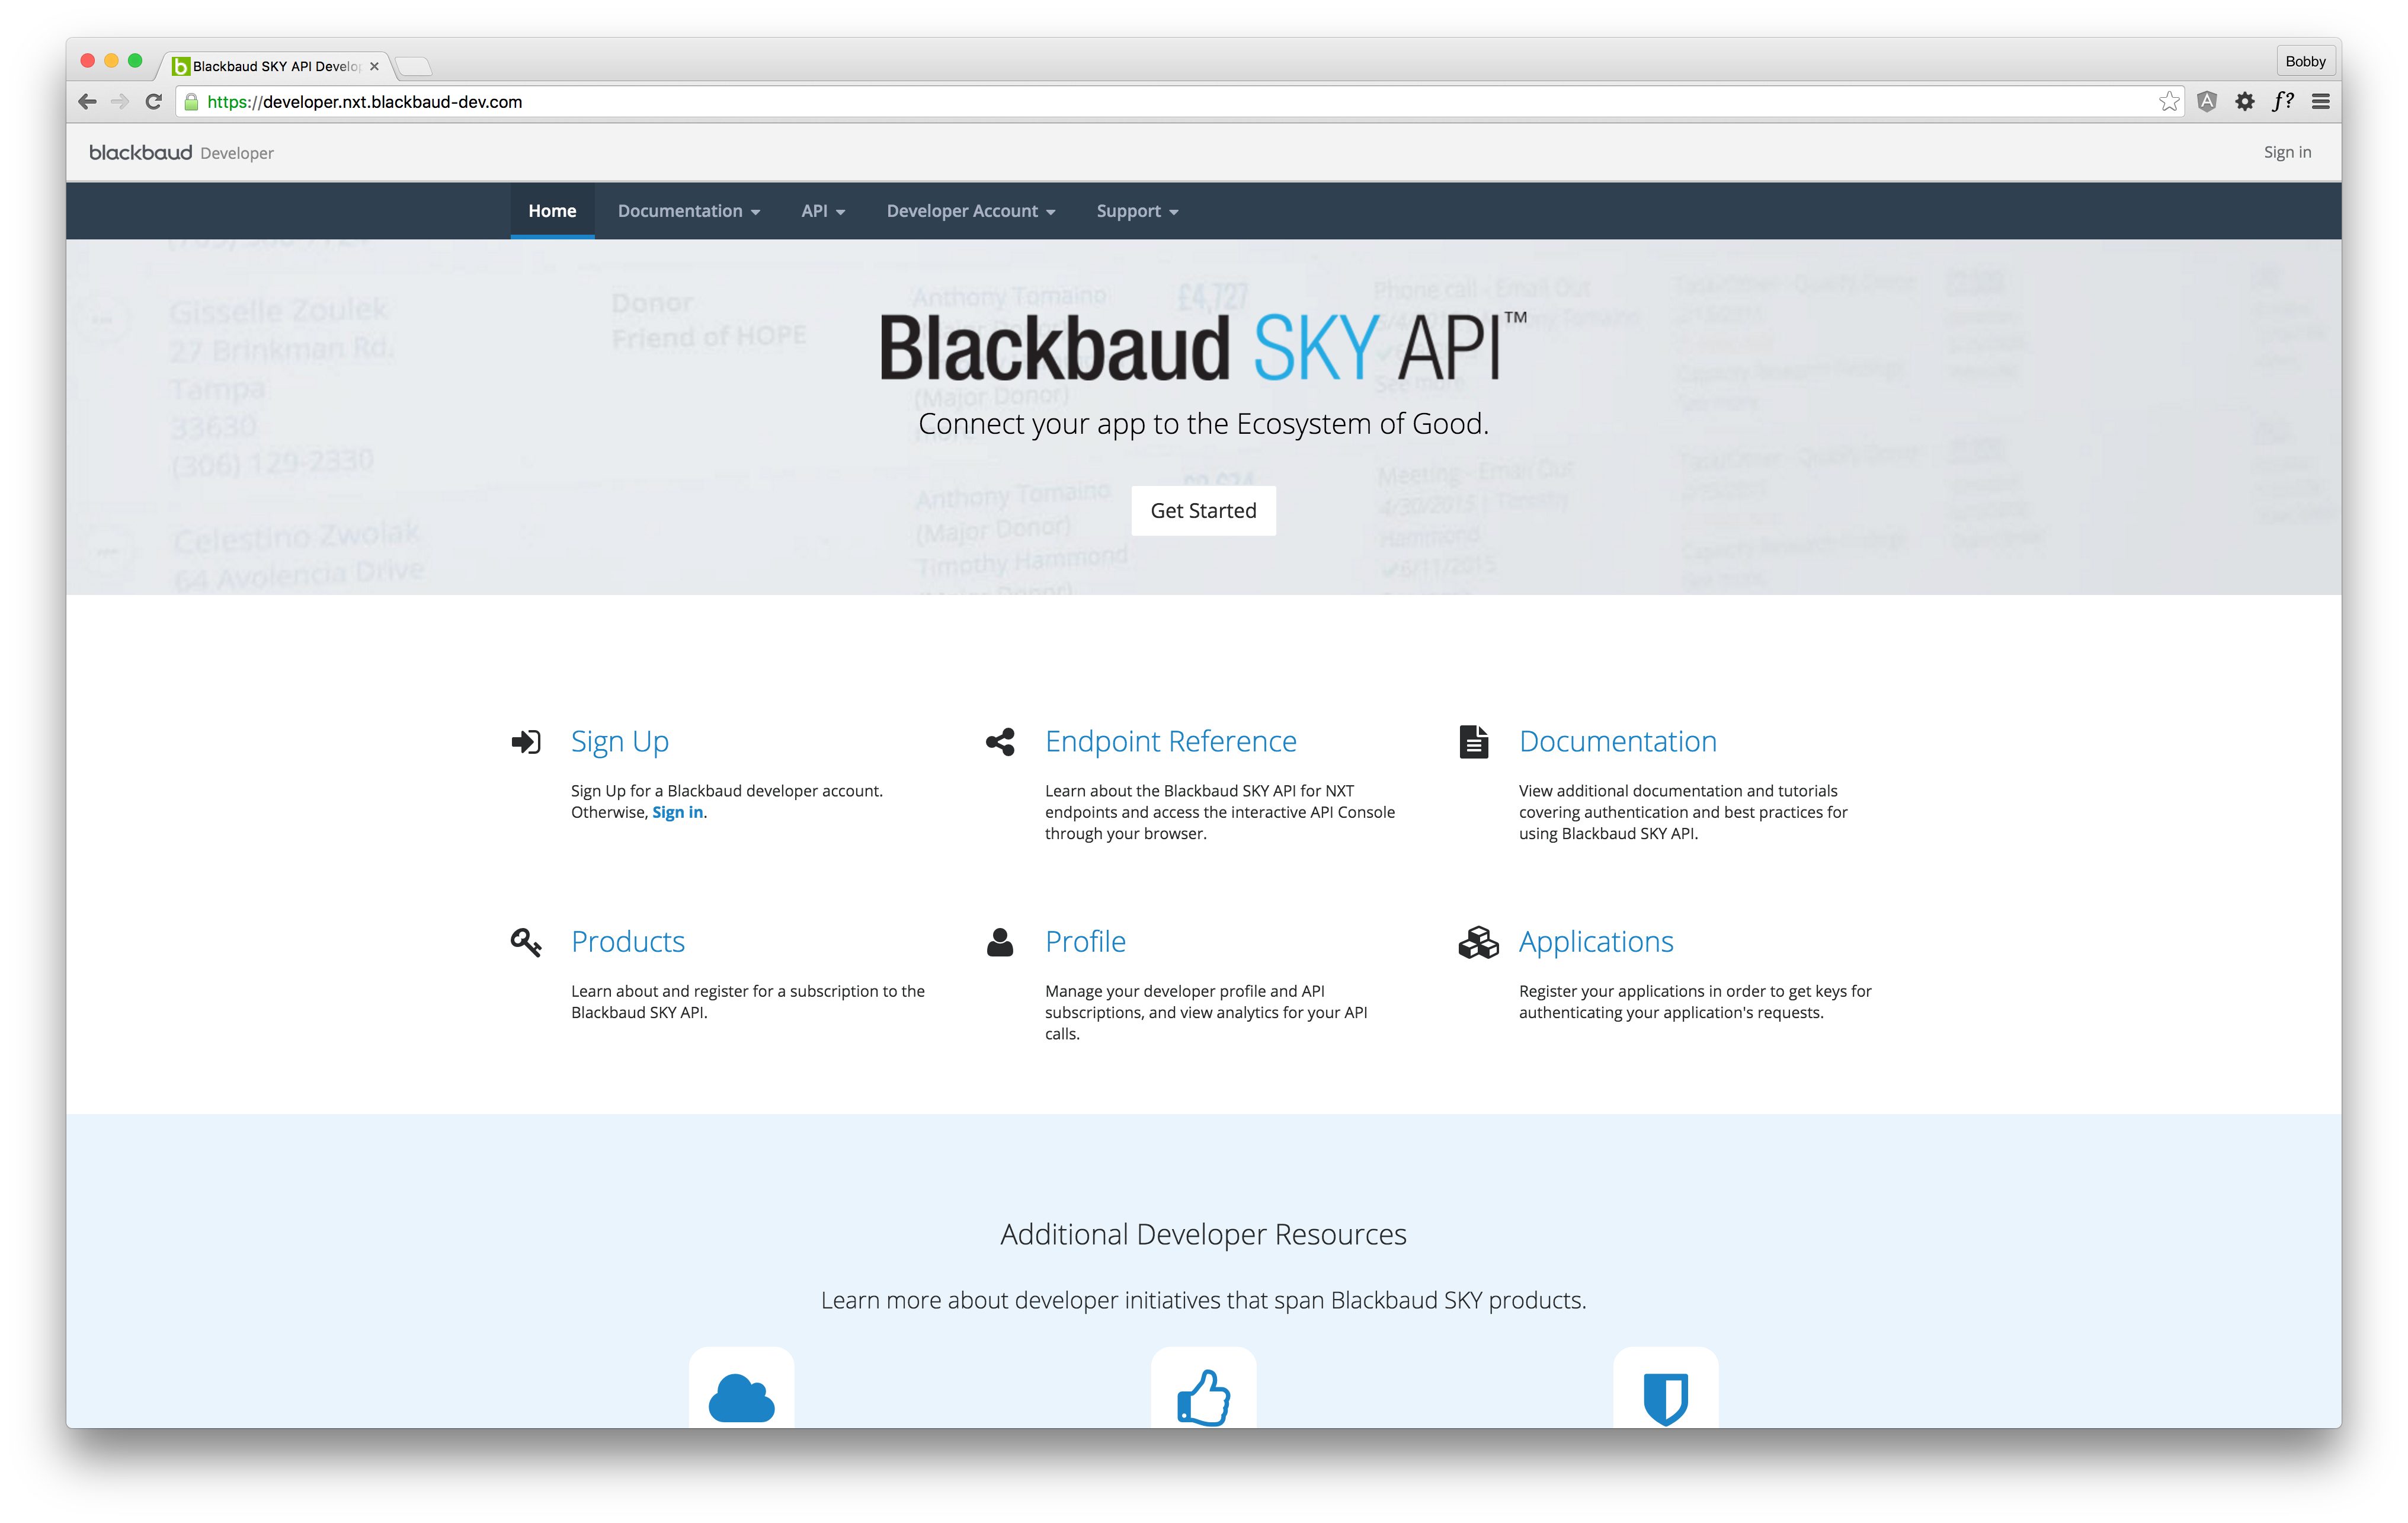 Blackbaud SKY API Develo
Bobby
https://developer.nxt.blackbaud-dev.com
f?
blackbaud Developer
Sign in
Home Documentation API Developer Account Support
Gisselle Zoulek
27 Brinkman Rd.
Tampa
33630
(306) 129-2330
Celestino Zwolak
64 Avolencia Drive
Donor
Friend of HOPE
Anthony Tomaino
(Major Donor)
£4,727
Anthony Tomaino
(Major Donor)
Timothy Hammond
Phone call - Email Out
See more
Meeting - Email Out
4/30/2015 | Timothy
Hammond
6/11/2015
Blackbaud SKY API™
Connect your app to the Ecosystem of Good.
Get Started
Sign Up
Sign Up for a Blackbaud developer account.
Otherwise, Sign in.
Endpoint Reference
Learn about the Blackbaud SKY API for NXT
endpoints and access the interactive API Console
through your browser.
Documentation
View additional documentation and tutorials
covering authentication and best practices for
using Blackbaud SKY API.
Products
Learn about and register for a subscription to the
Blackbaud SKY API.
Profile
Manage your developer profile and API
subscriptions, and view analytics for your API
calls.
Applications
Register your applications in order to get keys for
authenticating your application's requests.
Additional Developer Resources
Learn more about developer initiatives that span Blackbaud SKY products.